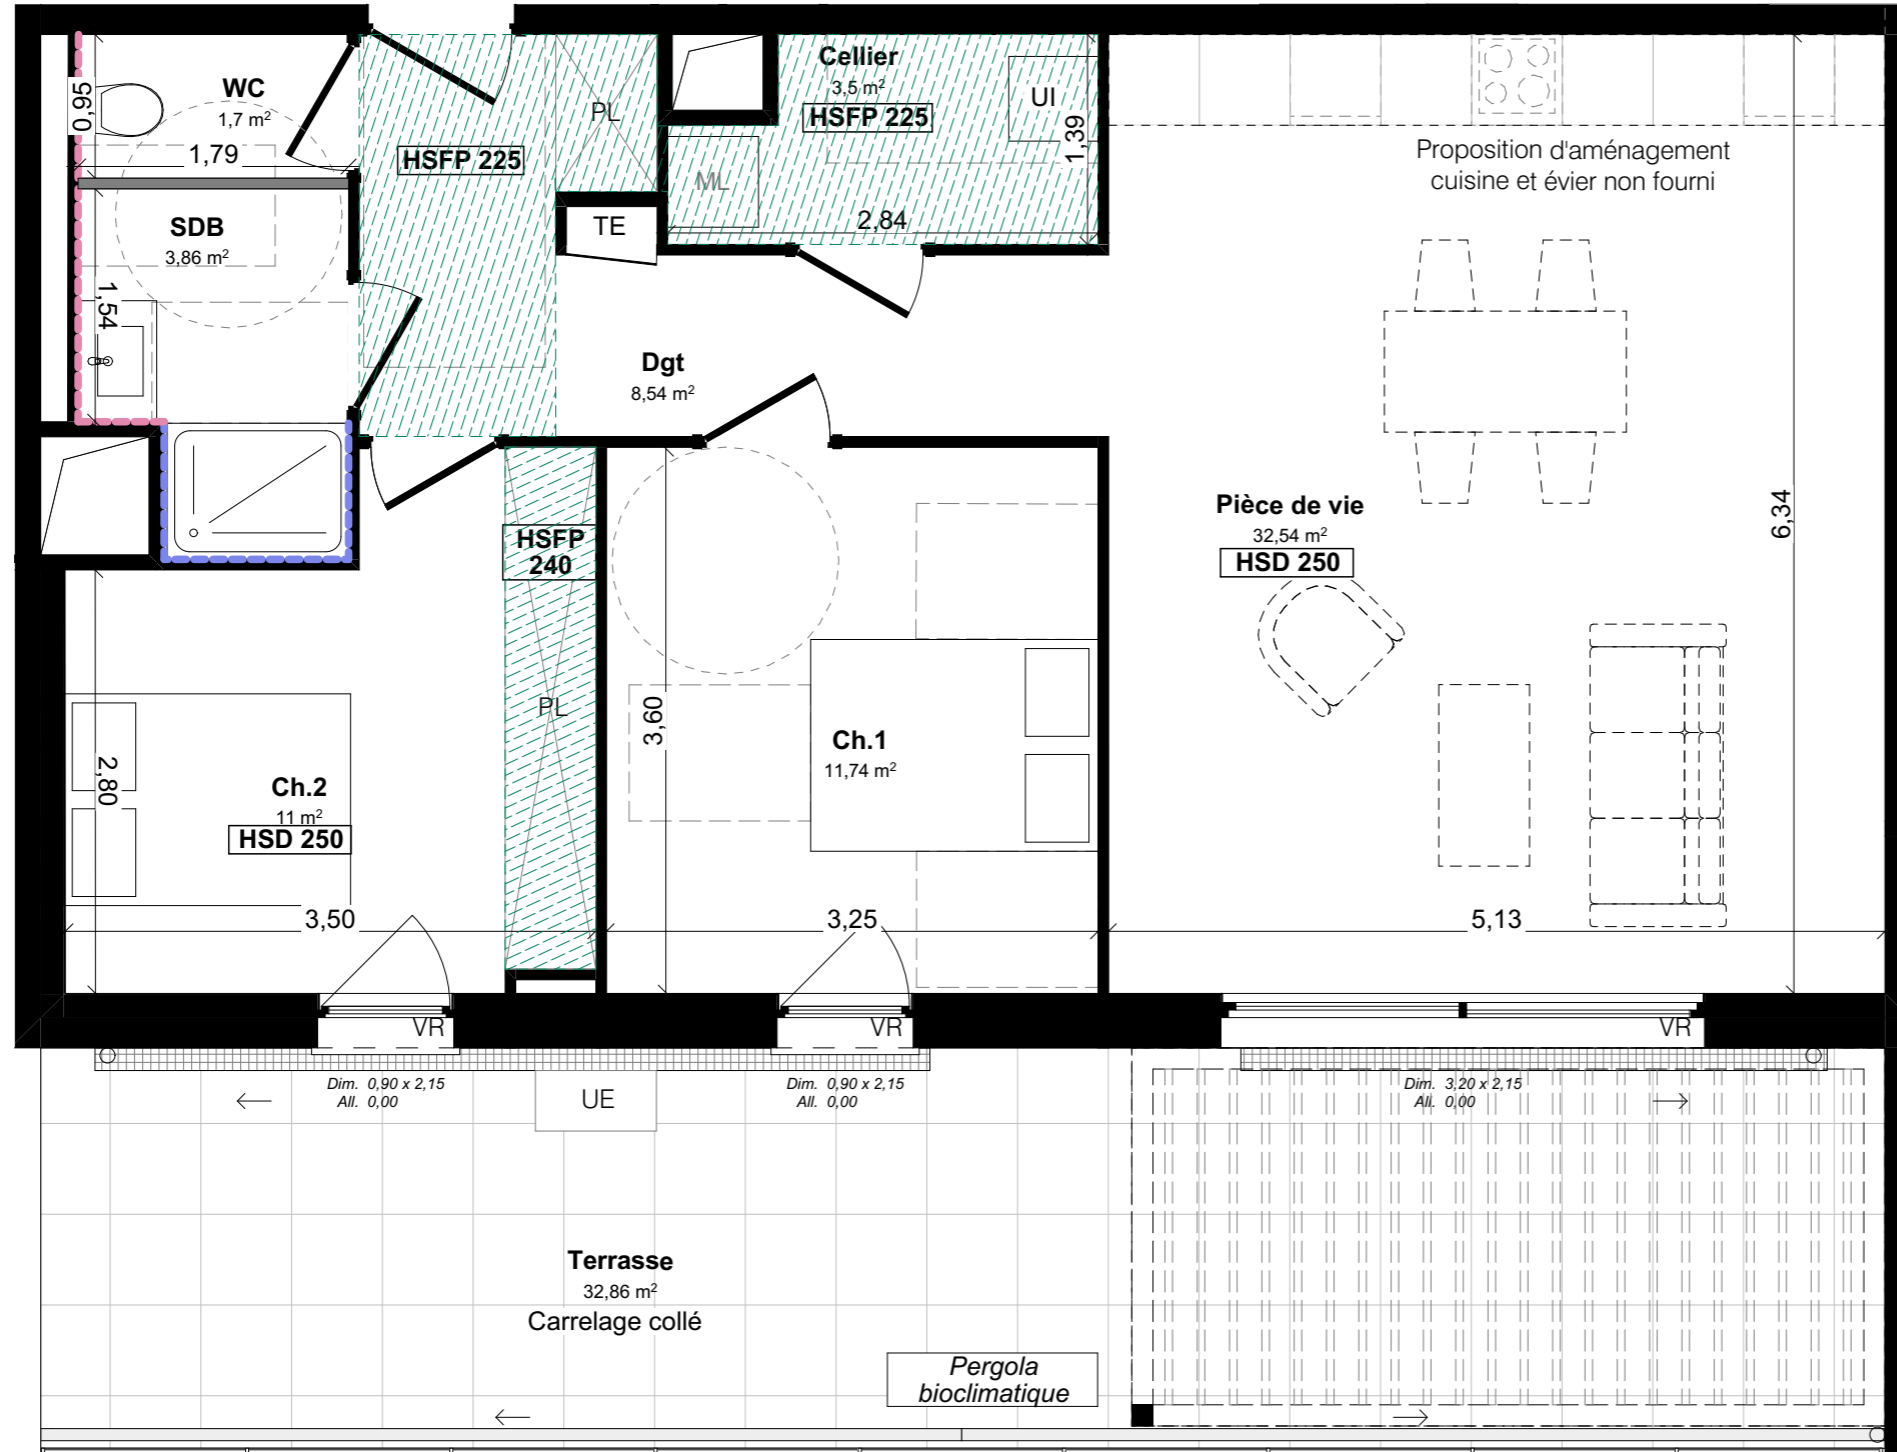 WC
1,7 m²
0,95
1,79
HSFP 225
PL
Cellier
3,5 m²
HSFP 225
UI
1,39
ML
2,84
TE
Proposition d'aménagement
cuisine et évier non fourni
SDB
3,86 m²
1,54
Dgt
8,54 m²
HSFP
240
PL
Pièce de vie
32,54 m²
HSD 250
6,34
3,60
Ch.1
11,74 m²
Ch.2
11 m²
HSD 250
2,80
3,50
3,25
5,13
VR
VR
VR
Dim. 0,90 x 2,15
All. 0,00
UE
Dim. 0,90 x 2,15
All. 0,00
Dim. 3,20 x 2,15
All. 0,00
Terrasse
32,86 m²
Carrelage collé
Pergola
bioclimatique